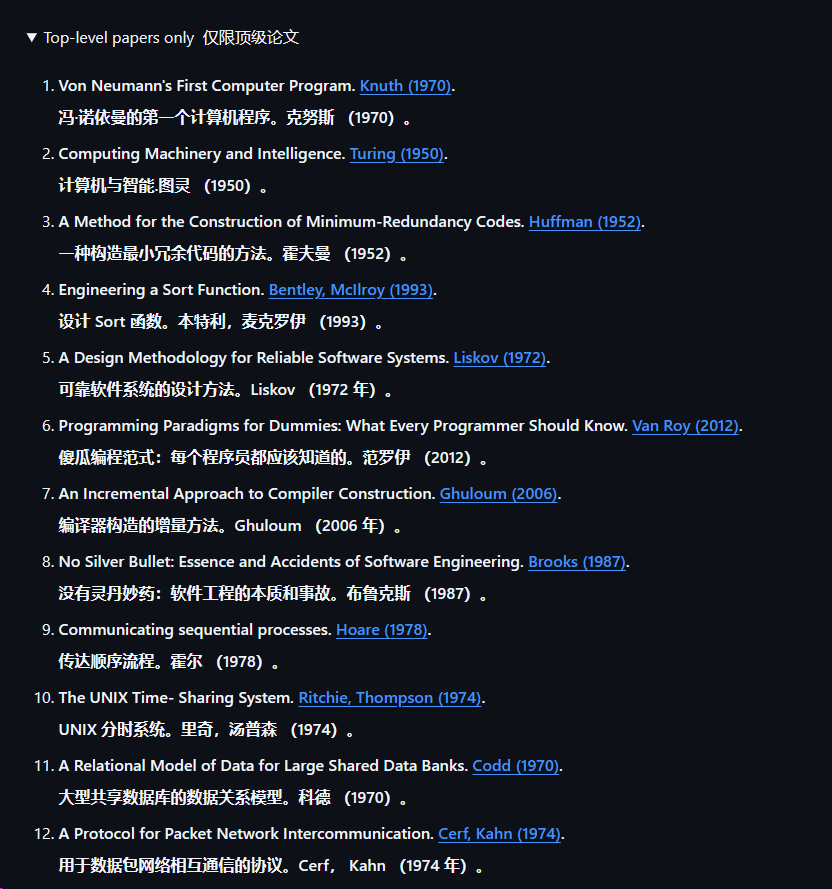 ▼ Top-level papers only 仅限顶级论文
1. Von Neumann's First Computer Program. Knuth (1970).
冯·诺依曼的第一个计算机程序。克努斯 （1970）。
2. Computing Machinery and Intelligence. Turing (1950).
计算机与智能.图灵 （1950）。
3. A Method for the Construction of Minimum-Redundancy Codes. Huffman (1952).
一种构造最小冗余代码的方法。霍夫曼 （1952）。
4. Engineering a Sort Function. Bentley, McIlroy (1993).
设计 Sort 函数。本特利，麦克罗伊 （1993）。
5. A Design Methodology for Reliable Software Systems. Liskov (1972).
可靠软件系统的设计方法。Liskov （1972 年）。
6. Programming Paradigms for Dummies: What Every Programmer Should Know. Van Roy (2012).
傻瓜编程范式：每个程序员都应该知道的。范罗伊 （2012）。
7. An Incremental Approach to Compiler Construction. Ghuloum (2006).
编译器构造的增量方法。Ghuloum （2006 年）。
8. No Silver Bullet: Essence and Accidents of Software Engineering. Brooks (1987).
没有灵丹妙药：软件工程的本质和事故。布鲁克斯 （1987）。
9. Communicating sequential processes. Hoare (1978).
传达顺序流程。霍尔 （1978）。
10. The UNIX Time- Sharing System. Ritchie, Thompson (1974).
UNIX 分时系统。里奇，汤普森 （1974）。
11. A Relational Model of Data for Large Shared Data Banks. Codd (1970).
大型共享数据库的数据关系模型。科德 （1970）。
12. A Protocol for Packet Network Intercommunication. Cerf, Kahn (1974).
用于数据包网络相互通信的协议。Cerf， Kahn （1974 年）。